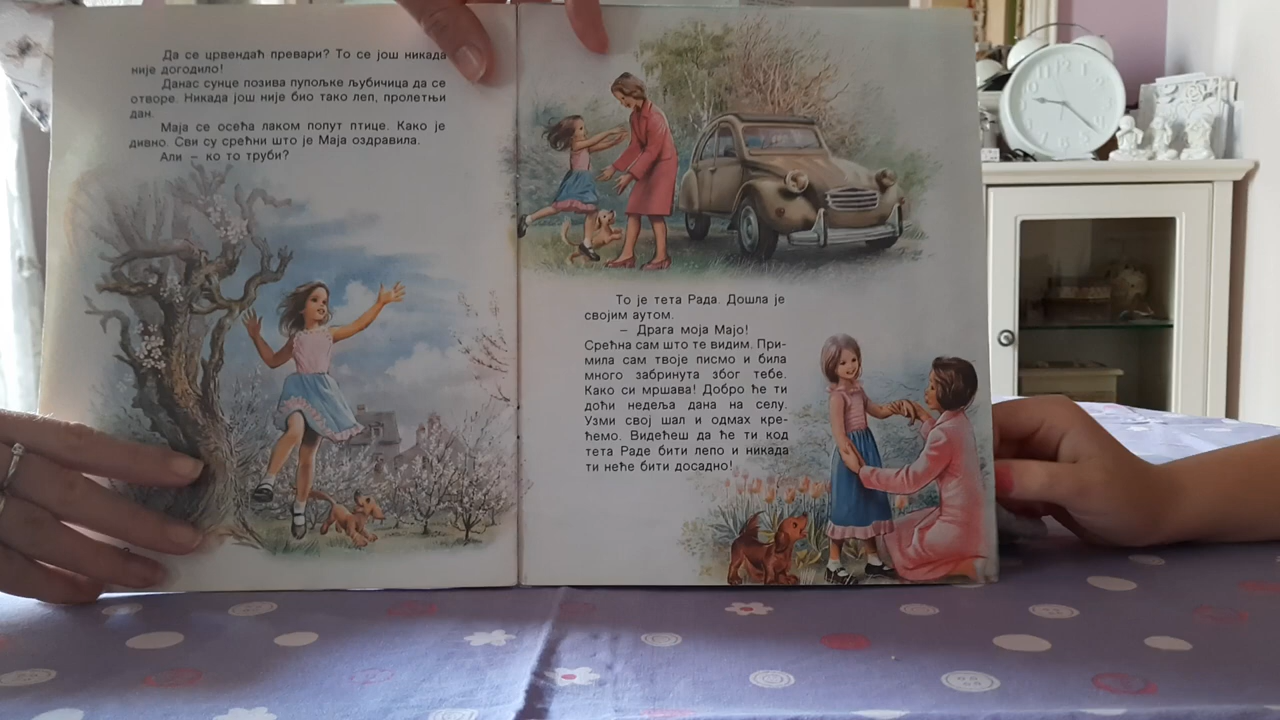 Да се црвендаћ превари? То се још никада
није догодило!
Данас сунце позива пупољке љубичица да се
отворе. Никада још није био тако леп, пролетњи
дан.
Маја се осећа лаком попут птице. Како је
дивно. Сви су срећни што је Маја оздравила.
Али – ко то труби?
То је тета Рада. Дошла је
својим аутом.
– Драга моја Мајо!
Срећна сам што те видим. При-
мила сам твоје писмо и била
много забринута због тебе.
Како си мршава! Добро ће ти
доћи недеља дана на селу.
Узми свој шал и одмах кре-
ћемо. Видећеш да ће ти код
тета Раде бити лепо и никада
ти неће бити досадно!